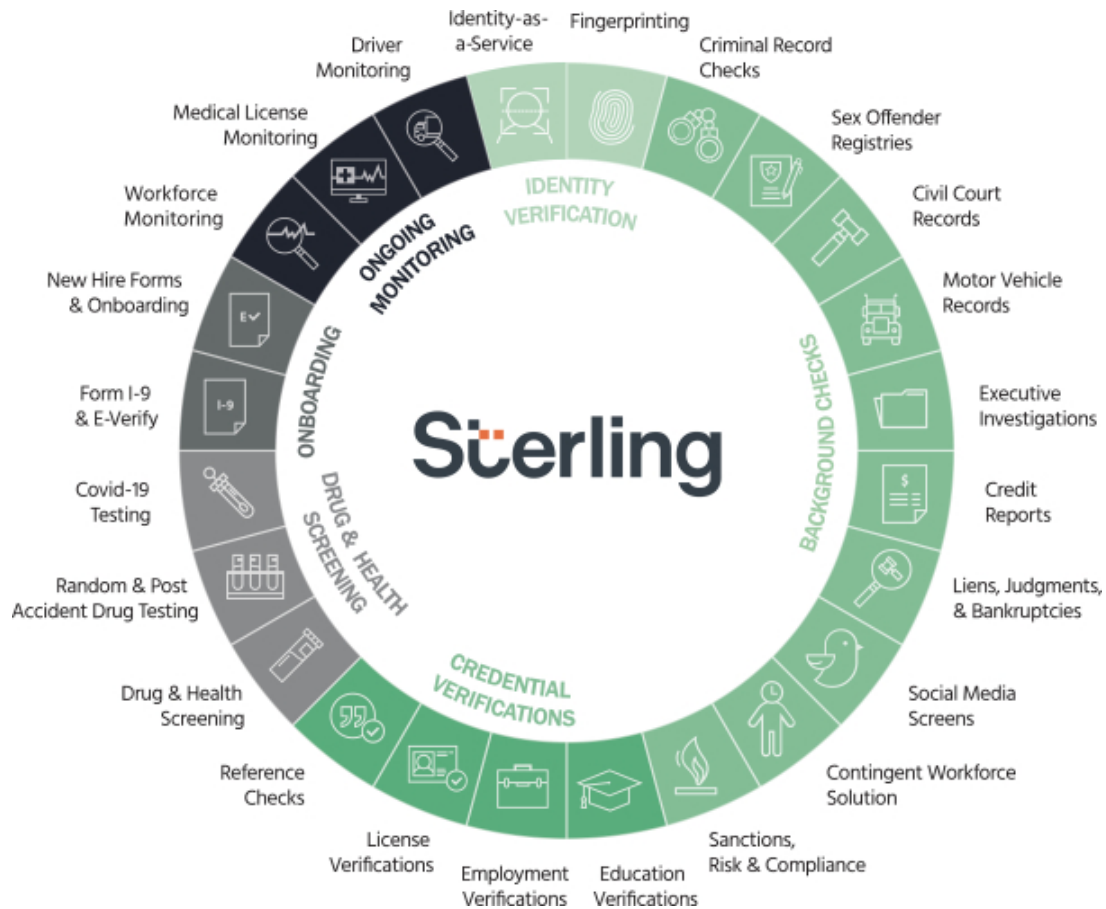 Identity-as-
a-Service
Fingerprinting
Criminal Record
Checks
Sex Offender
Registries
Civil Court
Records
Motor Vehicle
Records
Executive
Investigations
Credit
Reports
Liens, Judgments,
& Bankruptcies
Social Media
Screens
Contingent Workforce
Solution
Sanctions,
Risk & Compliance
Education
Verifications
Employment
Verifications
License
Verifications
Reference
Checks
Drug & Health
Screening
Random & Post
Accident Drug Testing
Covid-19
Testing
Form I-9
& E-Verify
New Hire Forms
& Onboarding
Workforce
Monitoring
Medical License
Monitoring
Driver
Monitoring
IDENTITY
VERIFICATION
BACKGROUND CHECKS
CREDENTIAL
VERIFICATIONS
DRUG & HEALTH
SCREENING
ONBOARDING
ONGOING
MONITORING
Sterling
E
I-9
$